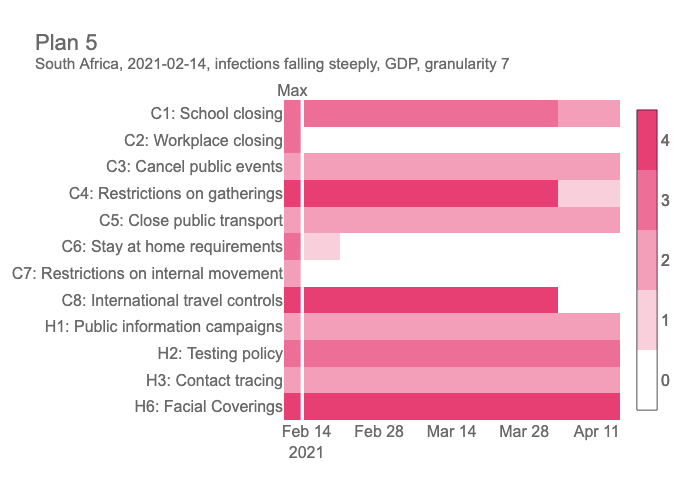 Plan 5
South Africa, 2021-02-14, infections falling steeply, GDP, granularity 7
Max
C1: School closing
C2: Workplace closing
C3: Cancel public events
C4: Restrictions on gatherings
C5: Close public transport
C6: Stay at home requirements
C7: Restrictions on internal movement
C8: International travel controls
H1: Public information campaigns
H2: Testing policy
H3: Contact tracing
H6: Facial Coverings
4
3
2
1
0
Feb 14 Feb 28 Mar 14 Mar 28 Apr 11
2021